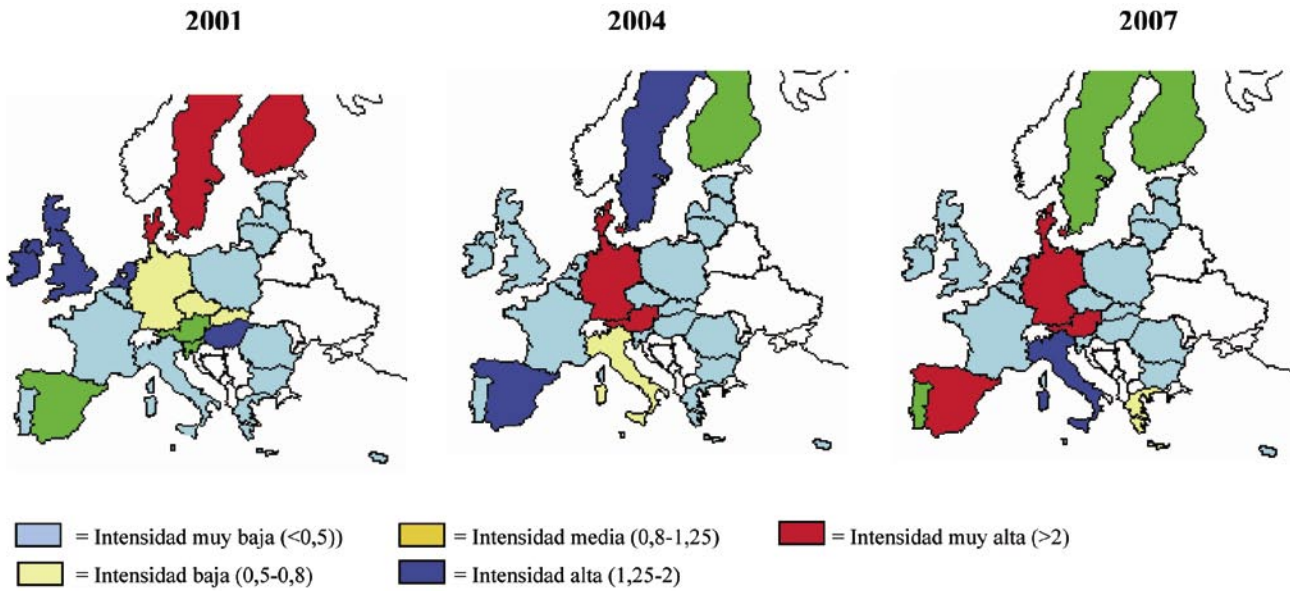 2001
2004
2007
= Intensidad muy baja (<0,5))
= Intensidad media (0,8-1,25)
= Intensidad muy alta (>2)
= Intensidad baja (0,5-0,8)
= Intensidad alta (1,25-2)